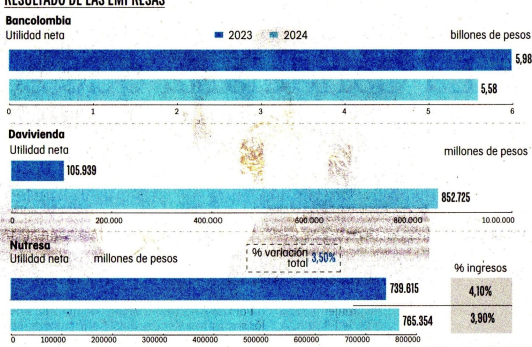 RESULTADO DE LAS EMPRESAS
Bancolombia
Utilidad neta 2023 2024 billones de pesos
5,98
5,58
0 1 2 3 4 5 6
Davivienda
Utilidad neta millones de pesos
105.939
852.725
0 200.000 400.000 600.000 800.000 10.00.000
Nutresa
Utilidad neta millones de pesos % variación total 3,50%
% ingresos
739.615 4,10%
765.354 3,90%
0 100000 200000 300000 400000 500000 600000 700000 800000